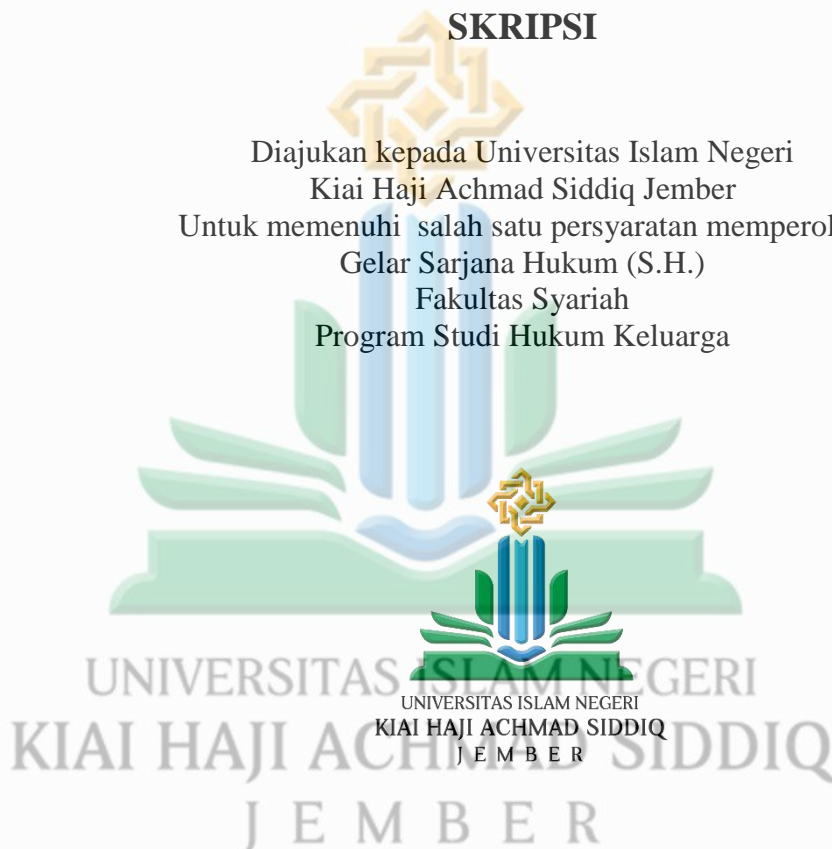 SKRIPSI
Diajukan kepada Universitas Islam Negeri
Kiai Haji Achmad Siddiq Jember
Untuk memenuhi salah satu persyaratan memperol
Gelar Sarjana Hukum (S.H.)
Fakultas Syariah
Program Studi Hukum Keluarga
UNIVERSITAS ISLAM NEGERI
KIAI HAJI ACHMAD SIDDIQ
JEMBER
UNIVERSITAS ISLAM NEGERI
KIAI HAJI ACHMAD SIDDIQ
JEMBER